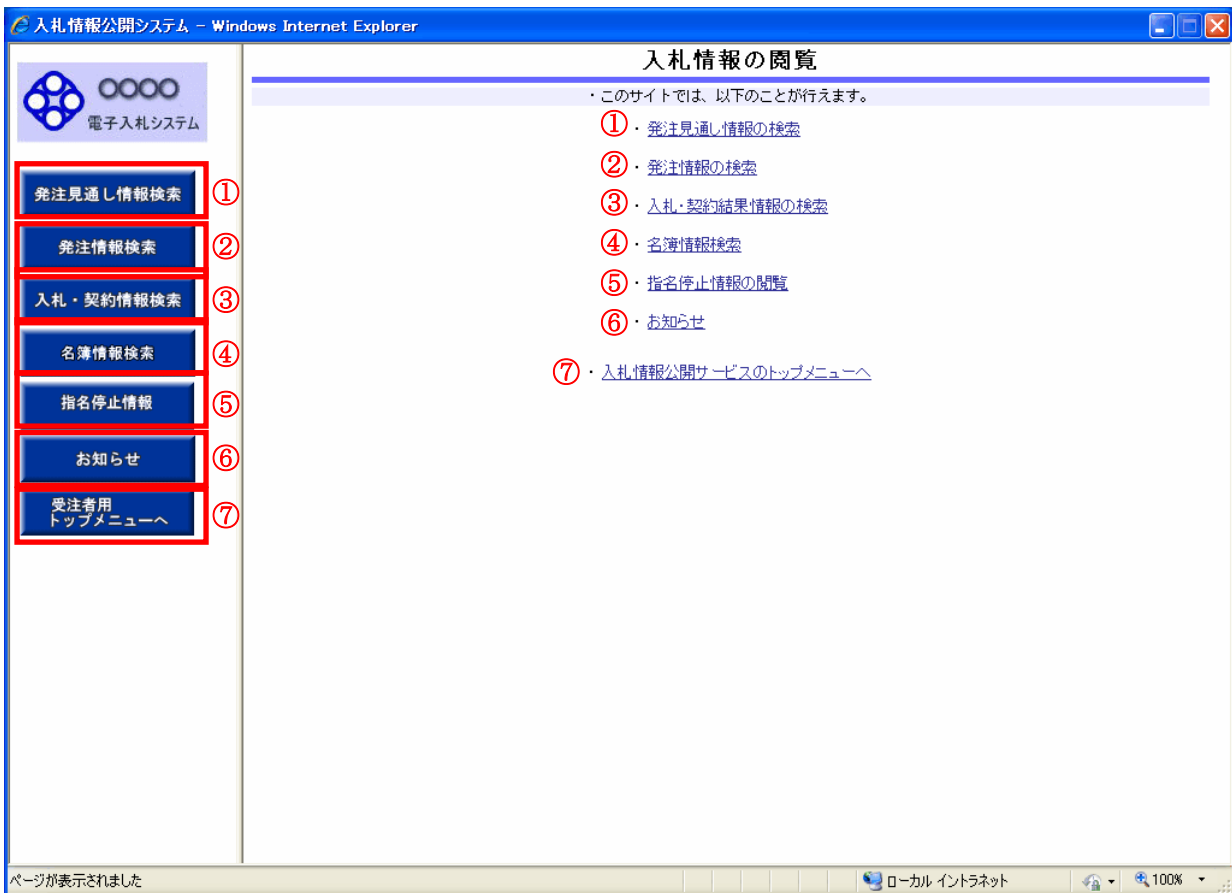 入札情報公開システム - Windows Internet Explorer
〇〇〇〇
電子入札システム
発注見通し情報検索 ①
発注情報検索 ②
入札・契約情報検索 ③
名簿情報検索 ④
指名停止情報 ⑤
お知らせ ⑥
受注者用
トップメニューへ ⑦
入札情報の閲覧
・このサイトでは、以下のことが行えます。
①・発注見通し情報の検索
②・発注情報の検索
③・入札・契約結果情報の検索
④・名簿情報検索
⑤・指名停止情報の閲覧
⑥・お知らせ
⑦・入札情報公開サービスのトップメニューへ
ページが表示されました
ローカル イントラネット
100%